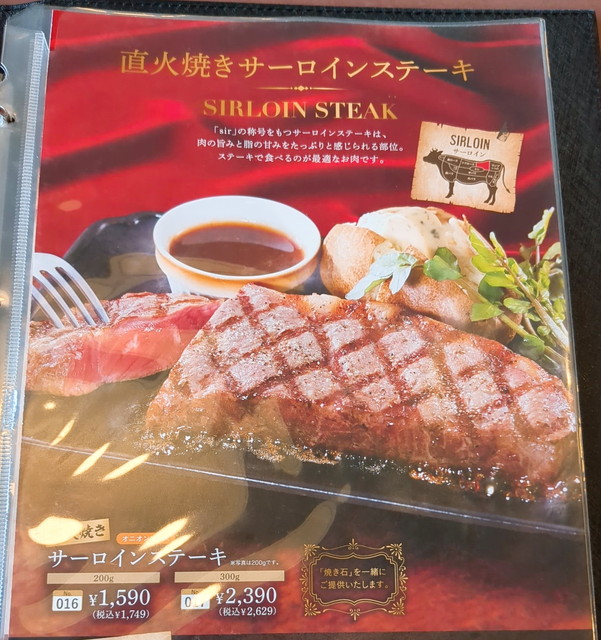 直火焼きサーロインステーキ
SIRLOIN STEAK
「sir」の称号をもつサーロインステーキは、
肉の旨みと脂の甘みをたっぷりと感じられる部位。
ステーキで食べるのが最適なお肉です。
SIRLOIN
サーロイン
焼き
オニオン
サーロインステーキ ※写真は200gです。
200g
No. 016 ¥1,590
(税込¥1,749)
300g
No. ¥2,390
(税込¥2,629)
「焼き石」を一緒に
ご提供いたします。